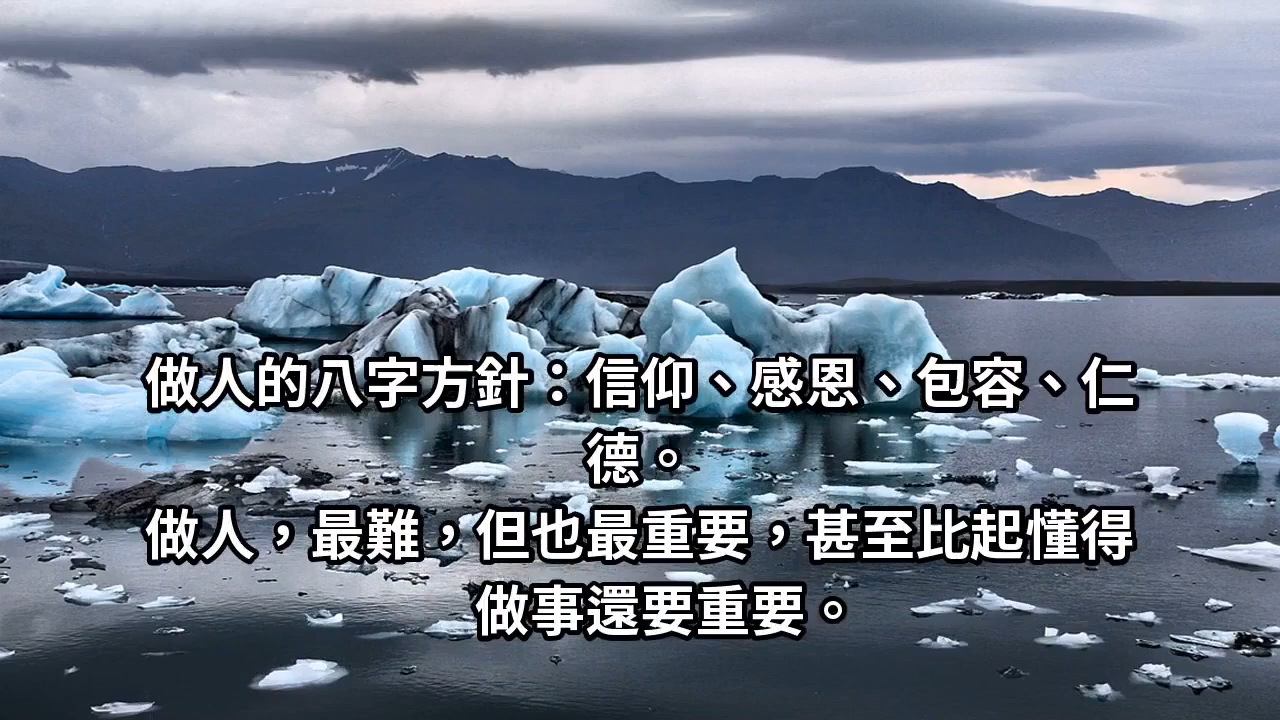 做人的八字方針：信仰、感恩、包容、仁
德。
做人，最難，但也最重要，甚至比起懂得
做事還要重要。